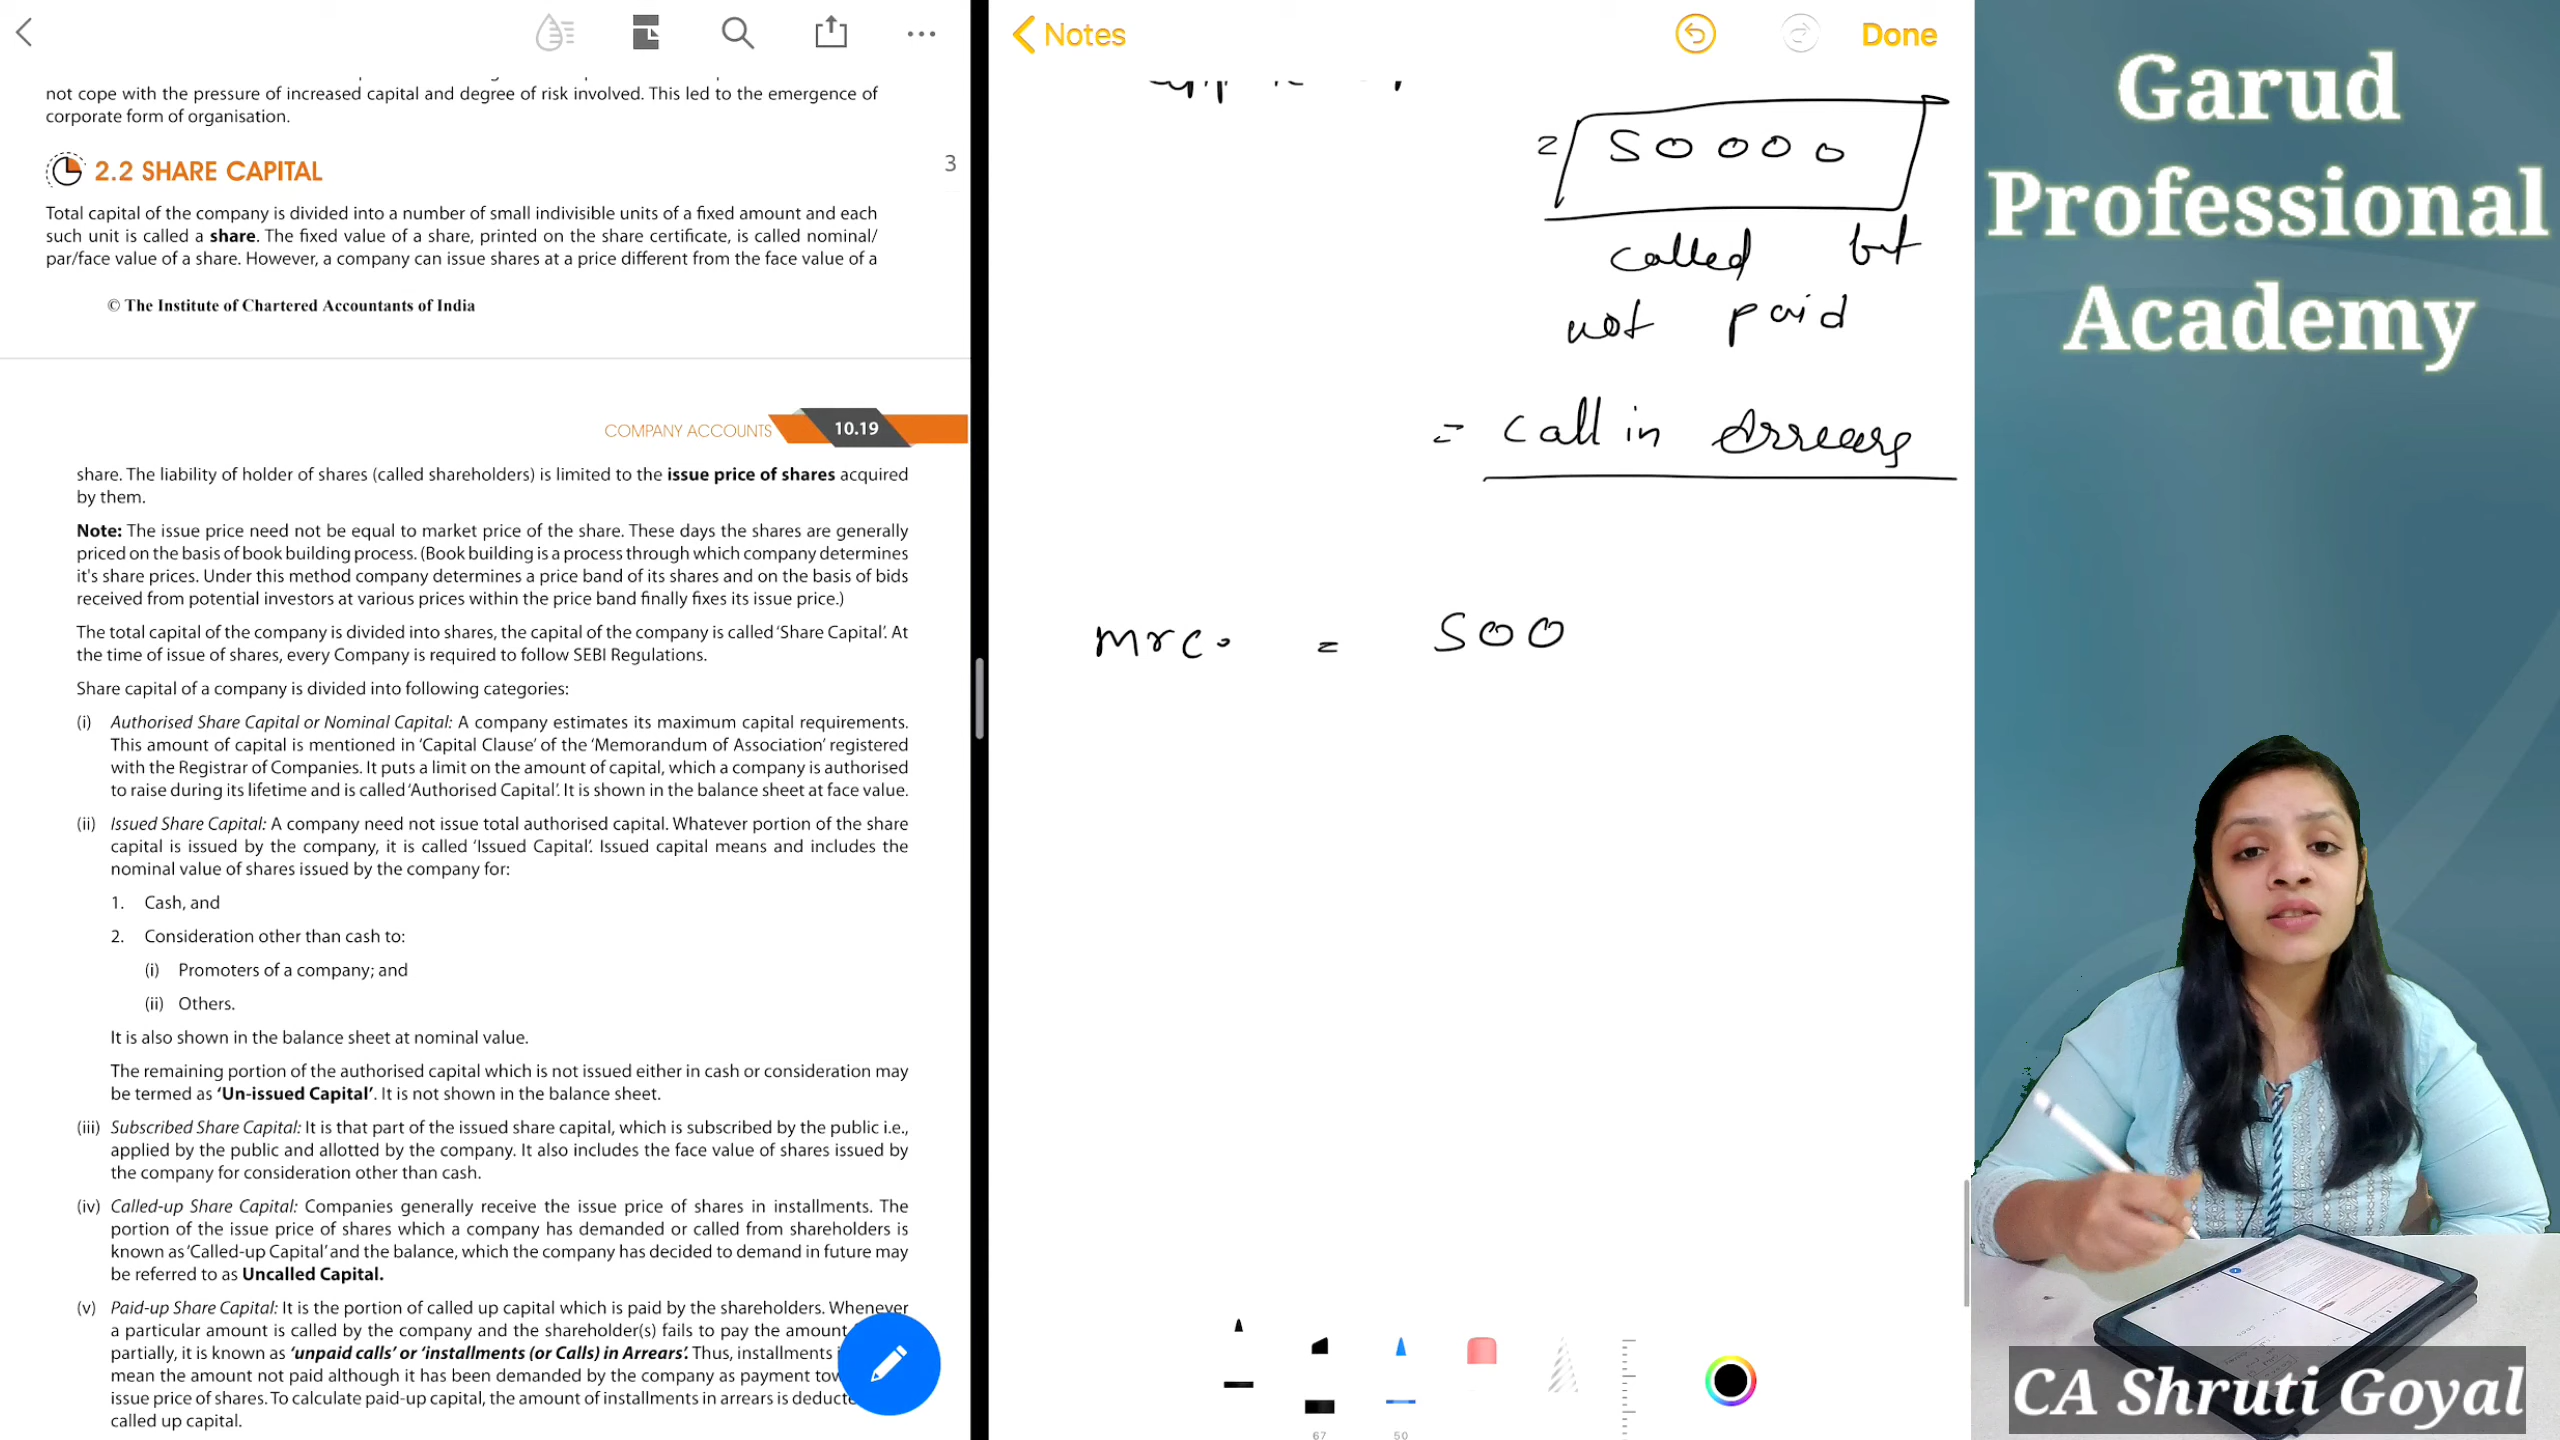 not cope with the pressure of increased capital and degree of risk involved. This led to the emergence of
corporate form of organisation.
2.2 SHARE CAPITAL
3
Total capital of the company is divided into a number of small indivisible units of a fixed amount and each
such unit is called a share. The fixed value of a share, printed on the share certificate, is called nominal/
par/face value of a share. However, a company can issue shares at a price different from the face value of a
© The Institute of Chartered Accountants of India
COMPANY ACCOUNTS
10.19
share. The liability of holder of shares (called shareholders) is limited to the issue price of shares acquired
by them.
Note: The issue price need not be equal to market price of the share. These days the shares are generally
priced on the basis of book building process. (Book building is a process through which company determines
it's share prices. Under this method company determines a price band of its shares and on the basis of bids
received from potential investors at various prices within the price band finally fixes its issue price.)
The total capital of the company is divided into shares, the capital of the company is called 'Share Capital'. At
the time of issue of shares, every Company is required to follow SEBI Regulations.
Share capital of a company is divided into following categories:
(i) Authorised Share Capital or Nominal Capital: A company estimates its maximum capital requirements.
This amount of capital is mentioned in 'Capital Clause' of the 'Memorandum of Association' registered
with the Registrar of Companies. It puts a limit on the amount of capital, which a company is authorised
to raise during its lifetime and is called 'Authorised Capital'. It is shown in the balance sheet at face value.
(ii) Issued Share Capital: A company need not issue total authorised capital. Whatever portion of the share
capital is issued by the company, it is called 'Issued Capital'. Issued capital means and includes the
nominal value of shares issued by the company for:
1. Cash, and
2. Consideration other than cash to:
(i) Promoters of a company; and
(ii) Others.
It is also shown in the balance sheet at nominal value.
The remaining portion of the authorised capital which is not issued either in cash or consideration may
be termed as 'Un-issued Capital'. It is not shown in the balance sheet.
(iii) Subscribed Share Capital: It is that part of the issued share capital, which is subscribed by the public i.e.,
applied by the public and allotted by the company. It also includes the face value of shares issued by
the company for consideration other than cash.
(iv) Called-up Share Capital: Companies generally receive the issue price of shares in installments. The
portion of the issue price of shares which a company has demanded or called from shareholders is
known as 'Called-up Capital' and the balance, which the company has decided to demand in future may
be referred to as Uncalled Capital.
(v) Paid-up Share Capital: It is the portion of called up capital which is paid by the shareholders. Whenever
a particular amount is called by the company and the shareholder(s) fails to pay the amount
partially, it is known as 'unpaid calls' or 'installments (or Calls) in Arrears'. Thus, installments
mean the amount not paid although it has been demanded by the company as payment
issue price of shares. To calculate paid-up capital, the amount of installments in arrears is
called up capital.
Notes
Done
= 50000
called but
not paid
= call in Arrears
Mr C. = 500
67
50
Garud
Professional
Academy
CA Shruti Goyal